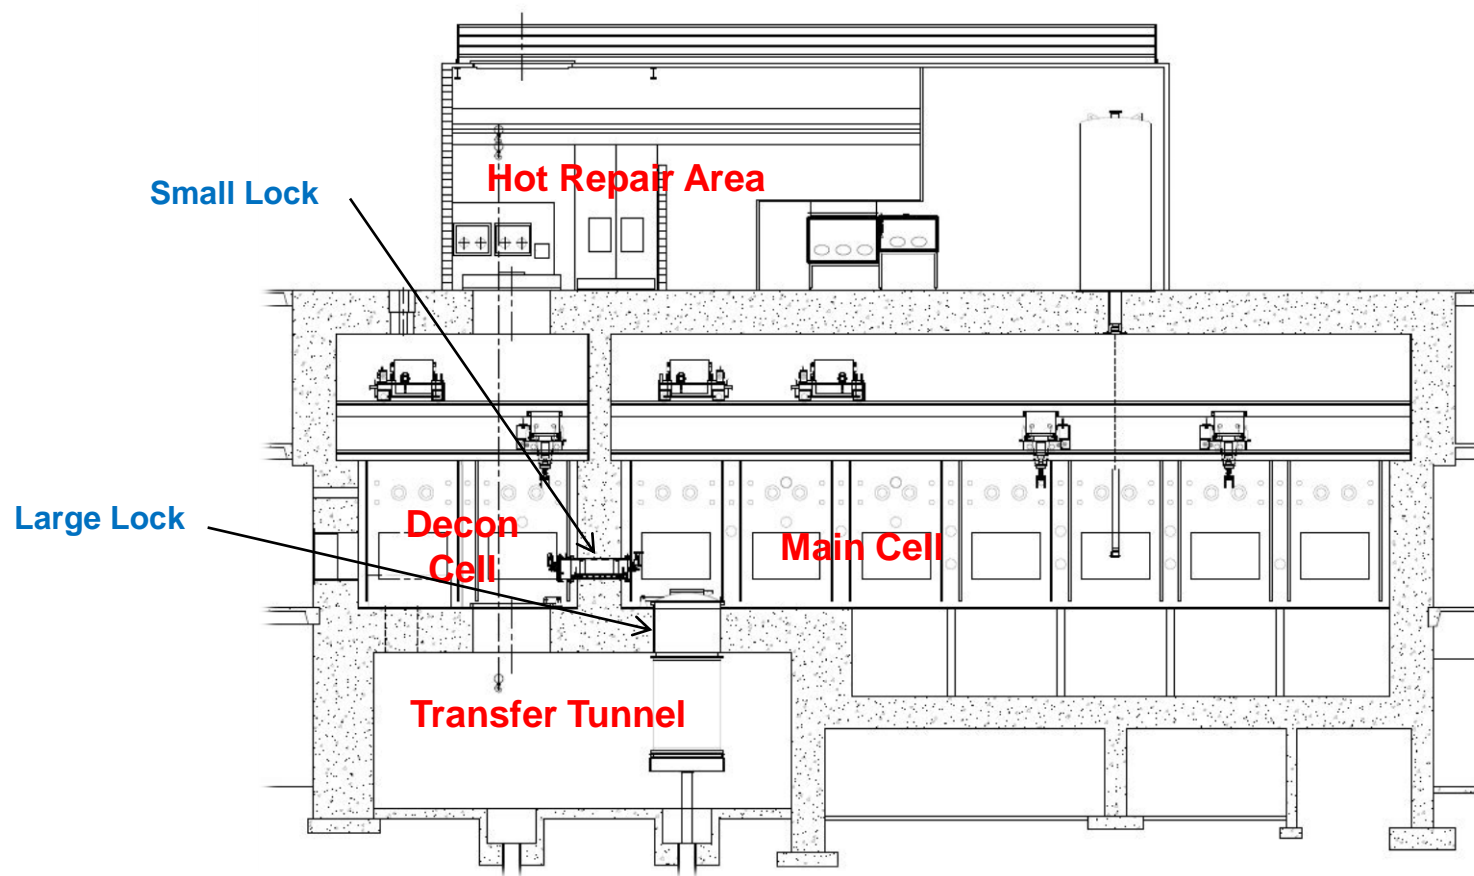 Hot Repair Area
Small Lock
Large Lock
Decon
Cell
Main Cell
Transfer Tunnel